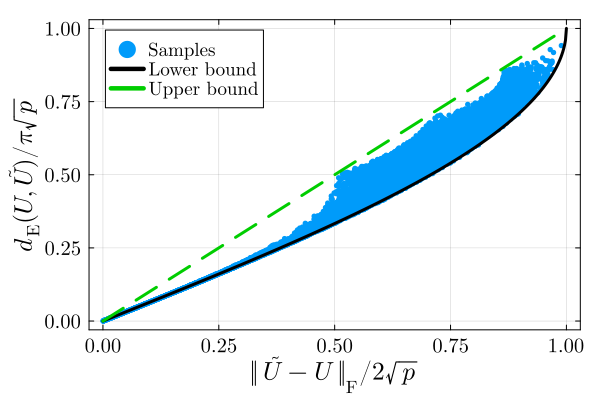 1.00
0.75
0.50
0.25
0.00
d_E(U, Ũ)/π√p
Samples
Lower bound
Upper bound
0.00 0.25 0.50 0.75 1.00
‖Ũ − U‖_F/2√p